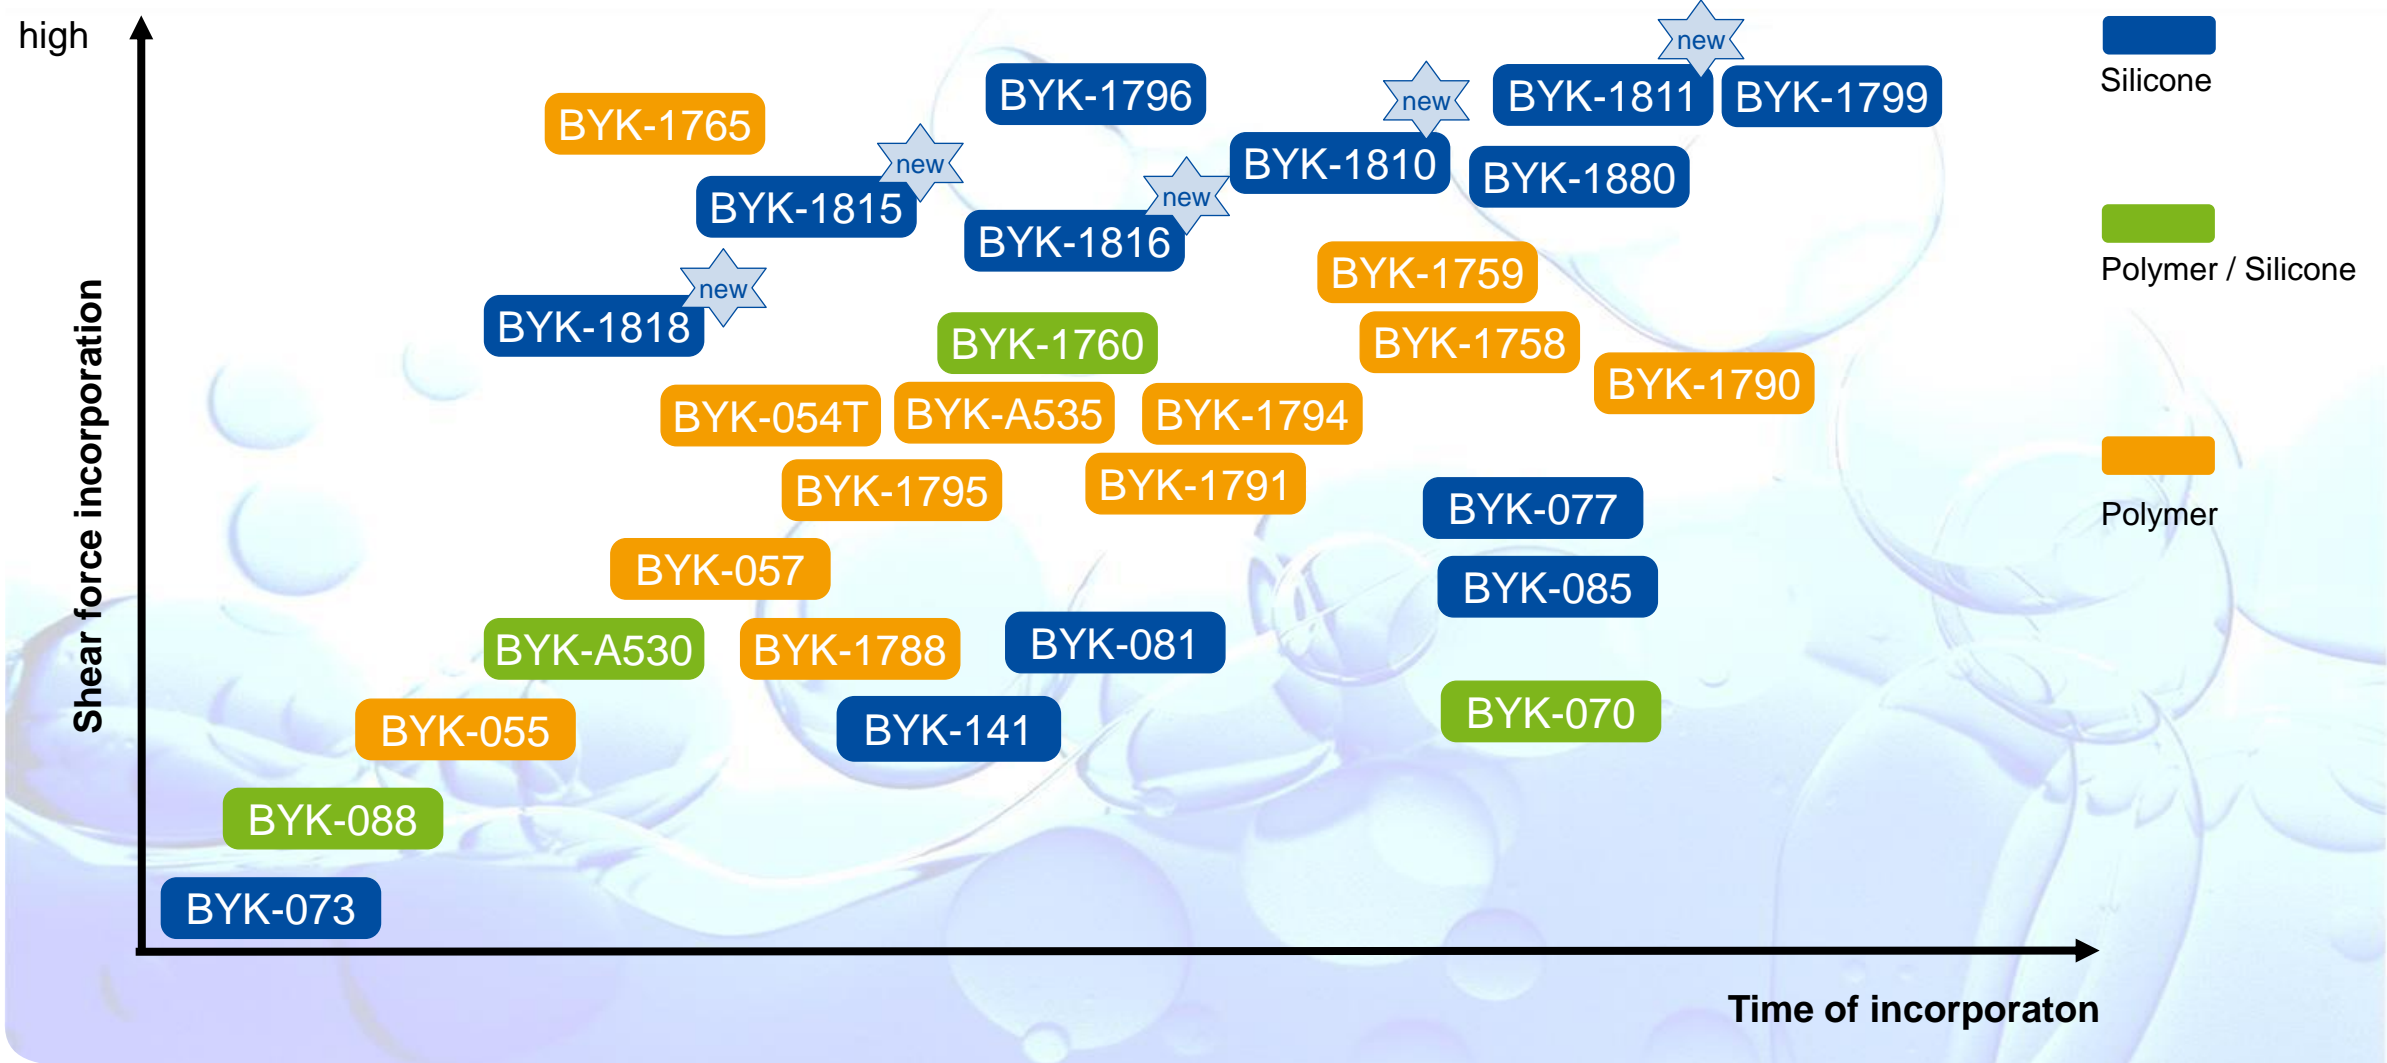 high
new
Silicone
BYK-1796
new
BYK-1811
BYK-1799
BYK-1765
new
BYK-1810
BYK-1880
BYK-1815
new
BYK-1816
BYK-1759
Polymer / Silicone
new
BYK-1818
BYK-1760
BYK-1758
BYK-1790
BYK-054T
BYK-A535
BYK-1794
BYK-1795
BYK-1791
BYK-077
Polymer
Shear force incorporation
BYK-057
BYK-085
BYK-A530
BYK-1788
BYK-081
BYK-055
BYK-141
BYK-070
BYK-088
BYK-073
Time of incorporaton